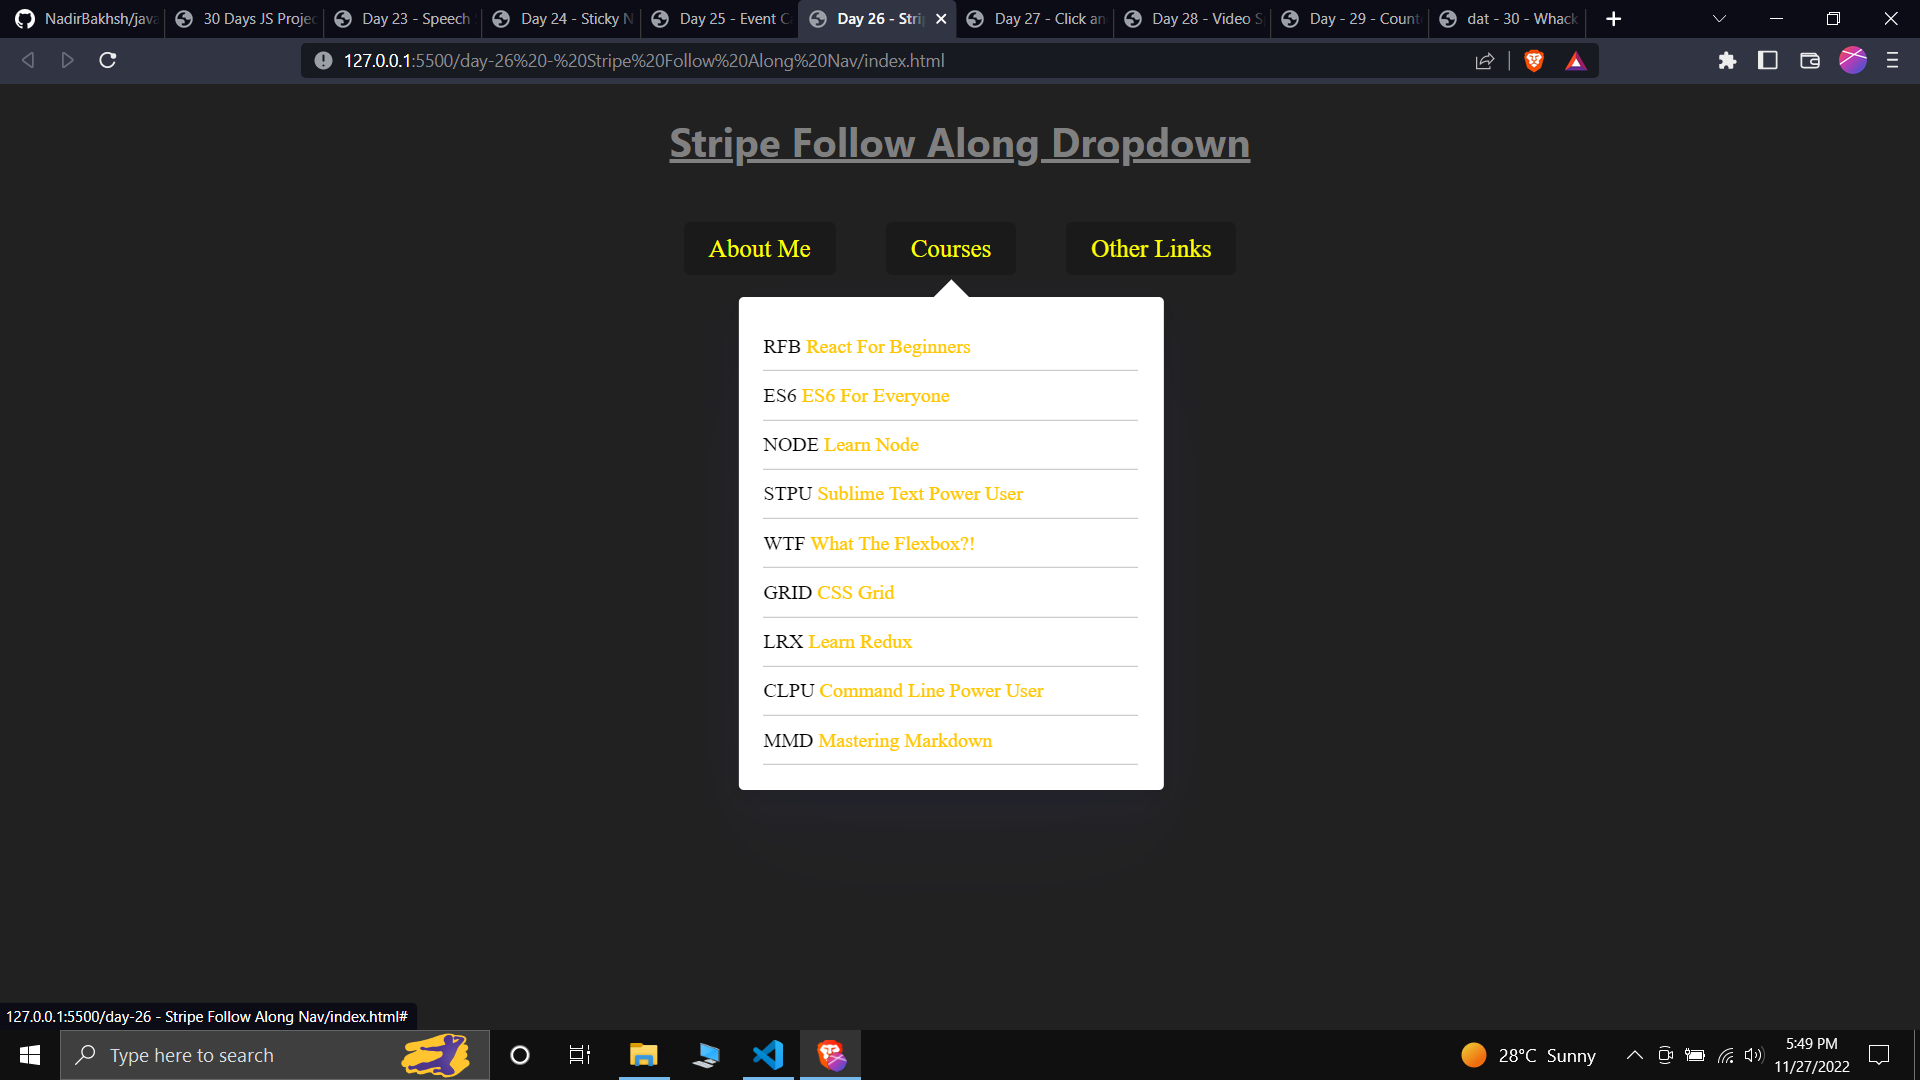 NadirBakhsh/java
30 Days JS Projec
Day 23 - Speech
Day 24 - Sticky N
Day 25 - Event Ca
Day 26 - Stri
Day 27 - Click an
Day 28 - Video S
Day - 29 - Count
dat - 30 - Whack
127.0.0.1:5500/day-26%20-%20Stripe%20Follow%20Along%20Nav/index.html
Stripe Follow Along Dropdown
About Me
Courses
Other Links
RFB React For Beginners
ES6 ES6 For Everyone
NODE Learn Node
STPU Sublime Text Power User
WTF What The Flexbox?!
GRID CSS Grid
LRX Learn Redux
CLPU Command Line Power User
MMD Mastering Markdown
127.0.0.1:5500/day-26 - Stripe Follow Along Nav/index.html#
Type here to search
28°C Sunny
5:49 PM
11/27/2022